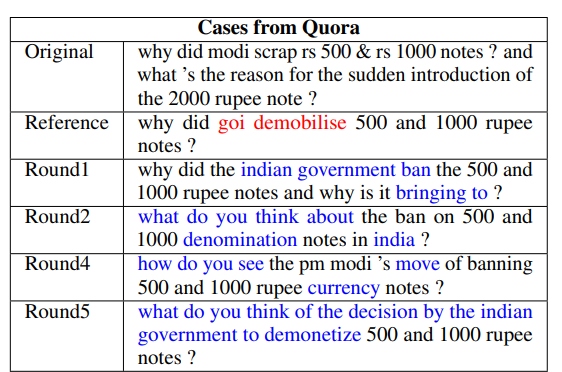 Cases from Quora
Original why did modi scrap rs 500 & rs 1000 notes ? and
what ’s the reason for the sudden introduction of
the 2000 rupee note ?
Reference why did goi demobilise 500 and 1000 rupee
notes ?
Round1 why did the indian government ban the 500 and
1000 rupee notes and why is it bringing to ?
Round2 what do you think about the ban on 500 and
1000 denomination notes in india ?
Round4 how do you see the pm modi ’s move of banning
500 and 1000 rupee currency notes ?
Round5 what do you think of the decision by the indian
government to demonetize 500 and 1000 rupee
notes ?